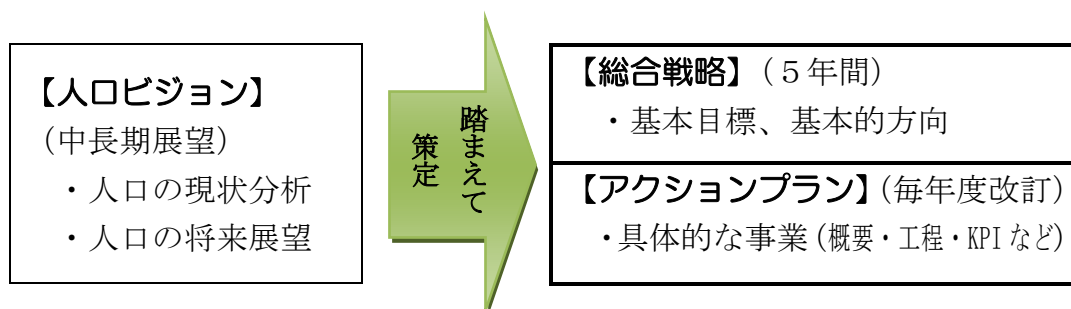 【人口ビジョン】
(中長期展望)
・人口の現状分析
・人口の将来展望
踏まえて
策定
【総合戦略】(5年間)
・基本目標、基本的方向
【アクションプラン】(毎年度改訂)
・具体的な事業(概要・工程・KPIなど)